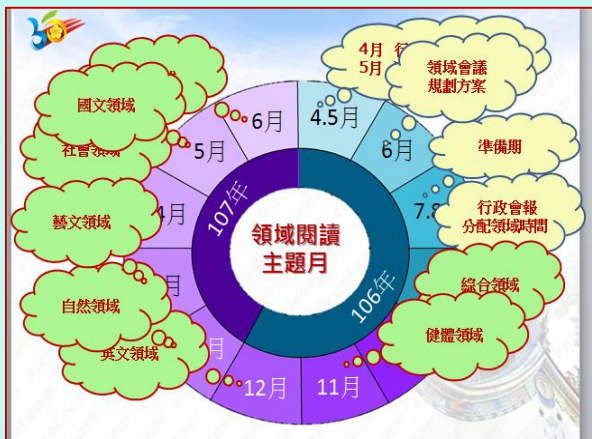 領域閱讀
主題月
106年
107年
4.5月
6月
7.8
11月
12月
月
月
4月
5月
6月
4月 行
5月
領域會議
規劃方案
準備期
行政會報
分配領域時間
綜合領域
健體領域
英文領域
自然領域
藝文領域
社會領域
國文領域